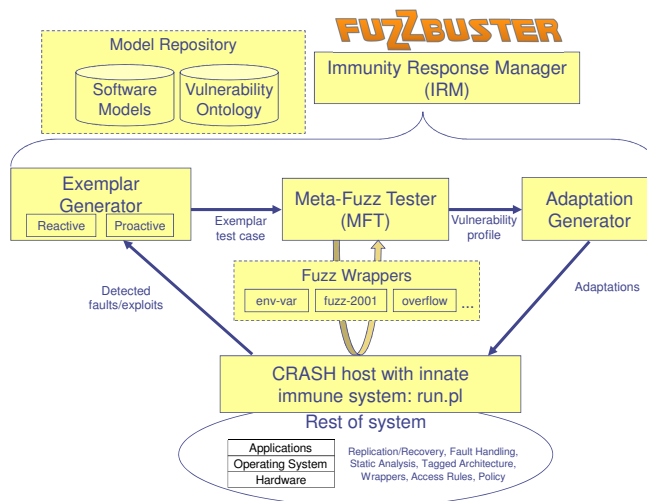 FUZZBUSTER
Model Repository
Software
Models
Vulnerability
Ontology
Immunity Response Manager
(IRM)
Exemplar
Generator
Reactive
Proactive
Exemplar
test case
Meta-Fuzz Tester
(MFT)
Vulnerability
profile
Adaptation
Generator
Fuzz Wrappers
env-var
fuzz-2001
overflow
...
Detected
faults/exploits
Adaptations
CRASH host with innate
immune system: run.pl
Rest of system
Applications
Operating System
Hardware
Replication/Recovery, Fault Handling,
Static Analysis, Tagged Architecture,
Wrappers, Access Rules, Policy